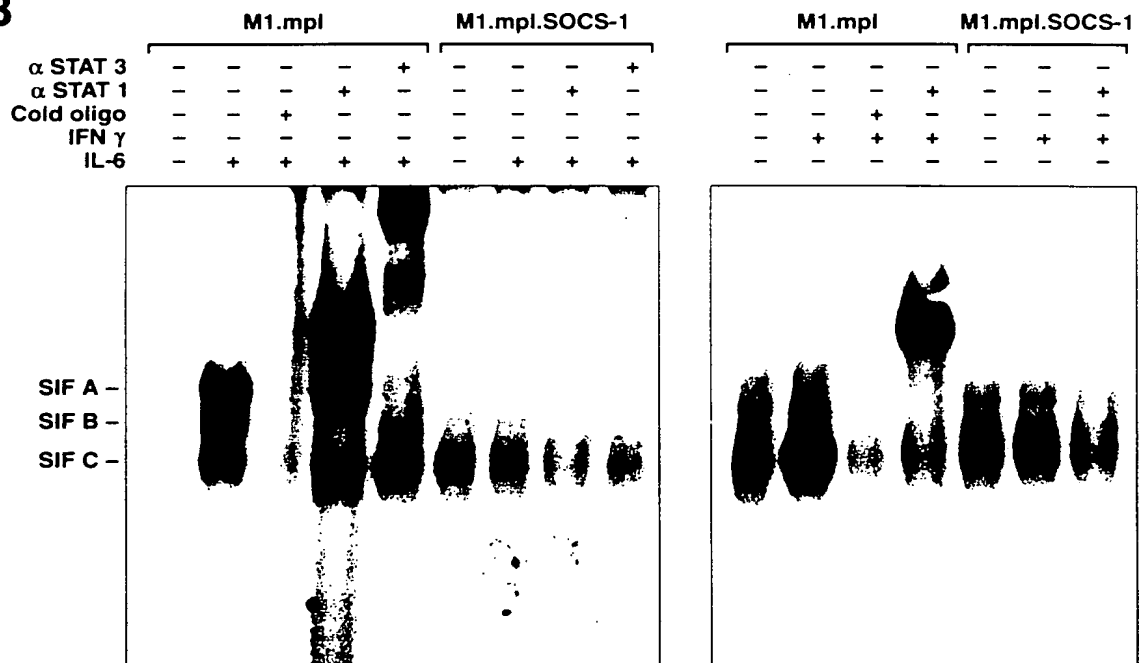 B
M1.mpl M1.mpl.SOCS-1 M1.mpl M1.mpl.SOCS-1
α STAT 3 – – – – + – – – + – – – – – – –
α STAT 1 – – – + – – – + – – – – + – – +
Cold oligo – – + – – – – – – – – + – – – –
IFN γ – – – – – – – – – – + + + – + +
IL-6 – + + + + – + + + – – – – – – –
SIF A –
SIF B –
SIF C –